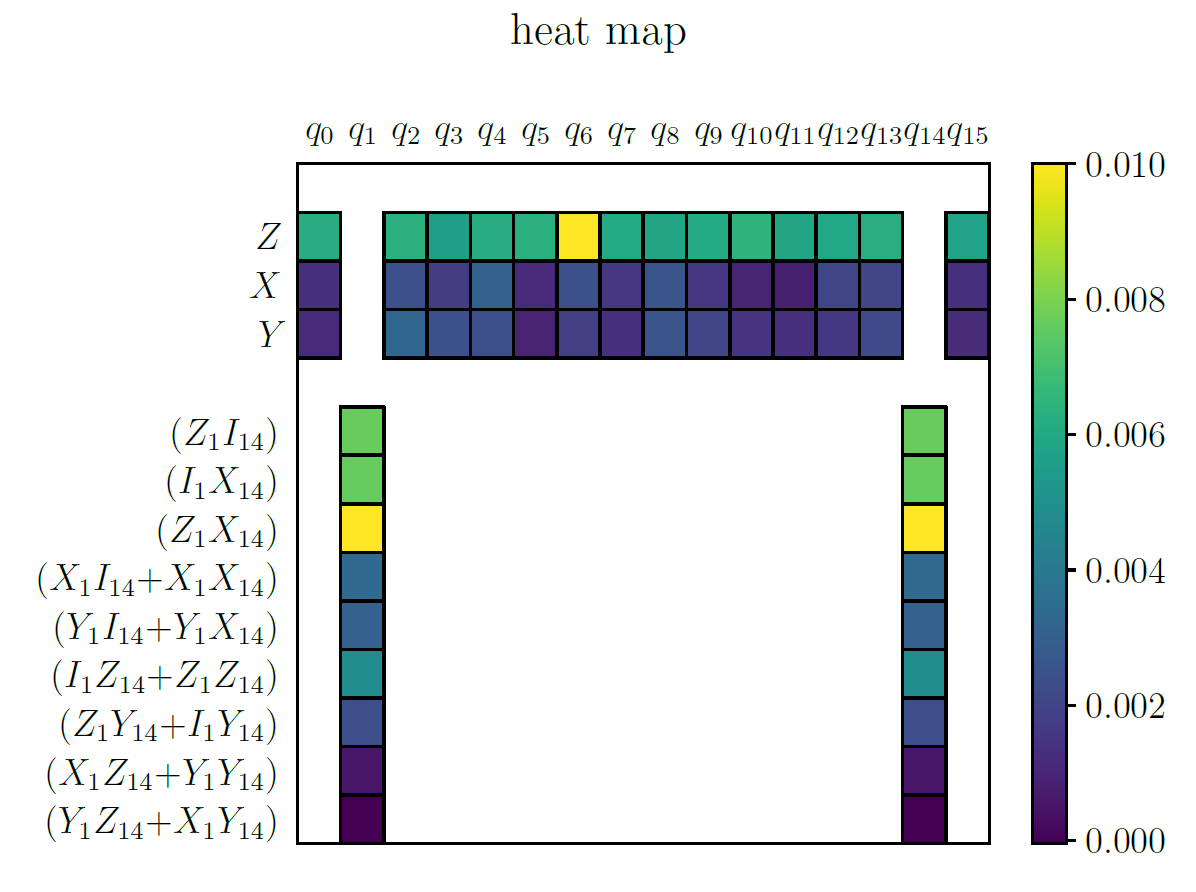 heat map
q0 q1 q2 q3 q4 q5 q6 q7 q8 q9 q10 q11 q12 q13 q14 q15
Z
X
Y
(Z1I14)
(I1X14)
(Z1X14)
(X1I14+X1X14)
(Y1I14+Y1X14)
(I1Z14+Z1Z14)
(Z1Y14+I1Y14)
(X1Z14+Y1Y14)
(Y1Z14+X1Y14)
0.010
0.008
0.006
0.004
0.002
0.000